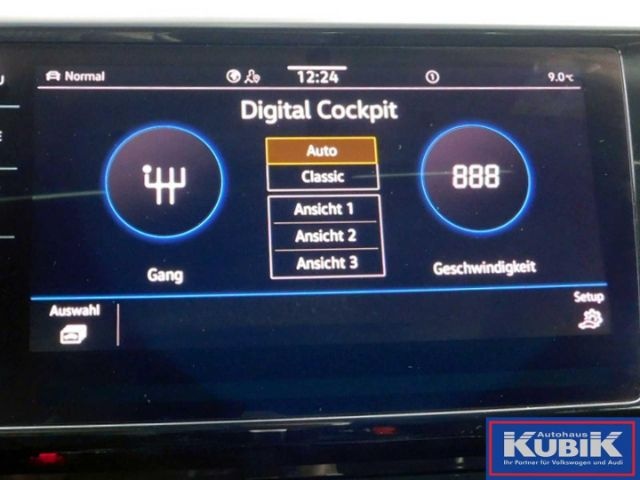 Normal
12:24
9.0°C
Digital Cockpit
Auto
Classic
Ansicht 1
Ansicht 2
Ansicht 3
888
Gang
Geschwindigkeit
Auswahl
Setup
Autohaus
KUBIK
Ihr Partner für Volkswagen und Audi